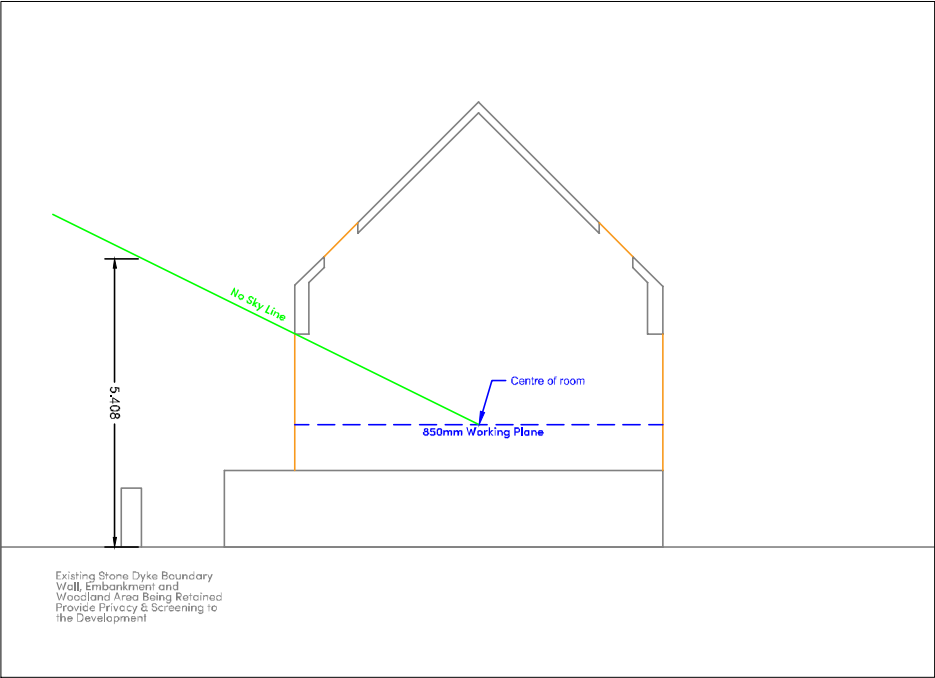 No Sky Line
Centre of room
5.408
850mm Working Plane
Existing Stone Dyke Boundary
Wall, Embankment and
Woodland Area Being Retained
Provide Privacy & Screening to
the Development